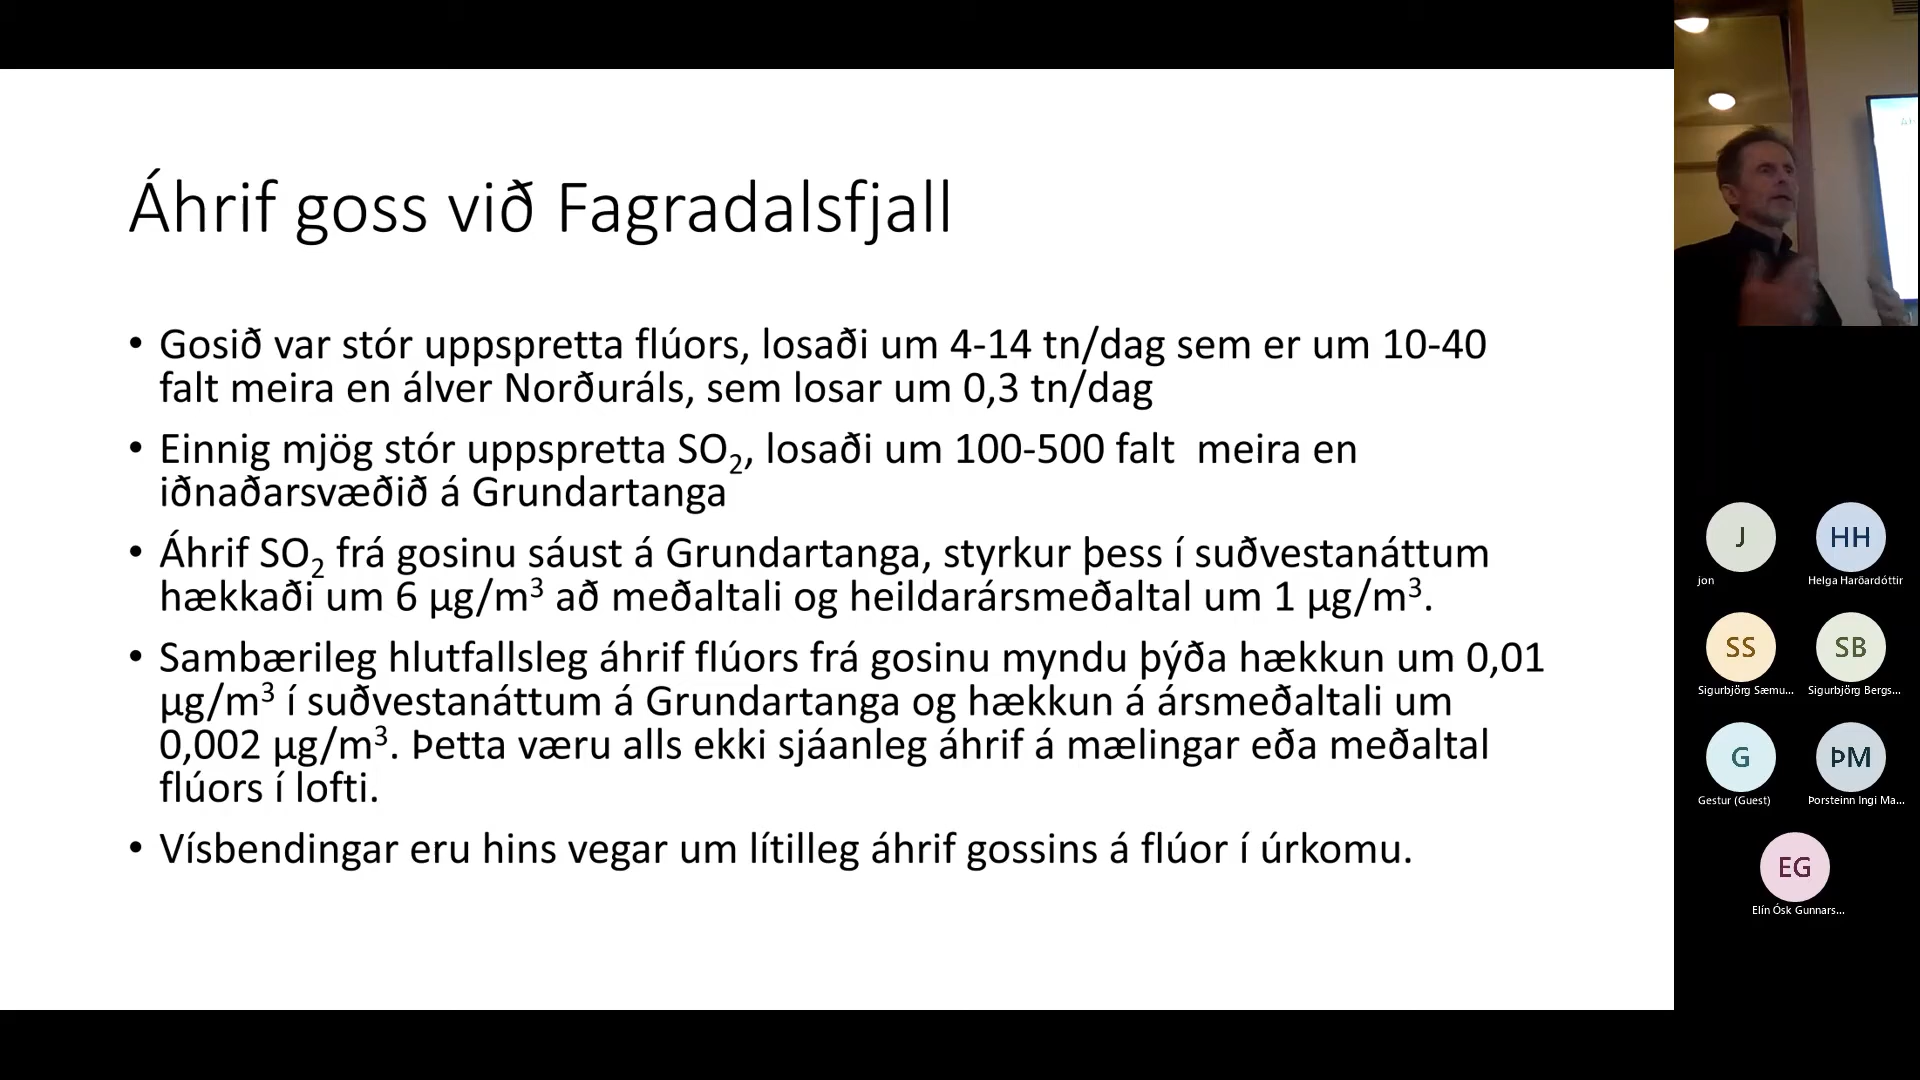 Áhrif goss við Fagradalsfjall
• Gosið var stór uppspretta flúors, losaði um 4-14 tn/dag sem er um 10-40
falt meira en álver Norðuráls, sem losar um 0,3 tn/dag
• Einnig mjög stór uppspretta SO₂, losaði um 100-500 falt  meira en
iðnaðarsvæðið á Grundartanga
• Áhrif SO₂ frá gosinu sáust á Grundartanga, styrkur þess í suðvestanáttum
hækkaði um 6 µg/m³ að meðaltali og heildarársmeðaltal um 1 µg/m³.
• Sambærileg hlutfallsleg áhrif flúors frá gosinu myndu þýða hækkun um 0,01
µg/m³ í suðvestanáttum á Grundartanga og hækkun á ársmeðaltali um
0,002 µg/m³. Þetta væru alls ekki sjáanleg áhrif á mælingar eða meðaltal
flúors í lofti.
• Vísbendingar eru hins vegar um lítilleg áhrif gossins á flúor í úrkomu.
J
jon
HH
Helga Harðardóttir
SS
Sigurbjörg Sæmu...
SB
Sigurbjörg Bergs...
G
Gestur (Guest)
ÞM
Þorsteinn Ingi Ma...
EG
Elín Ósk Gunnars...